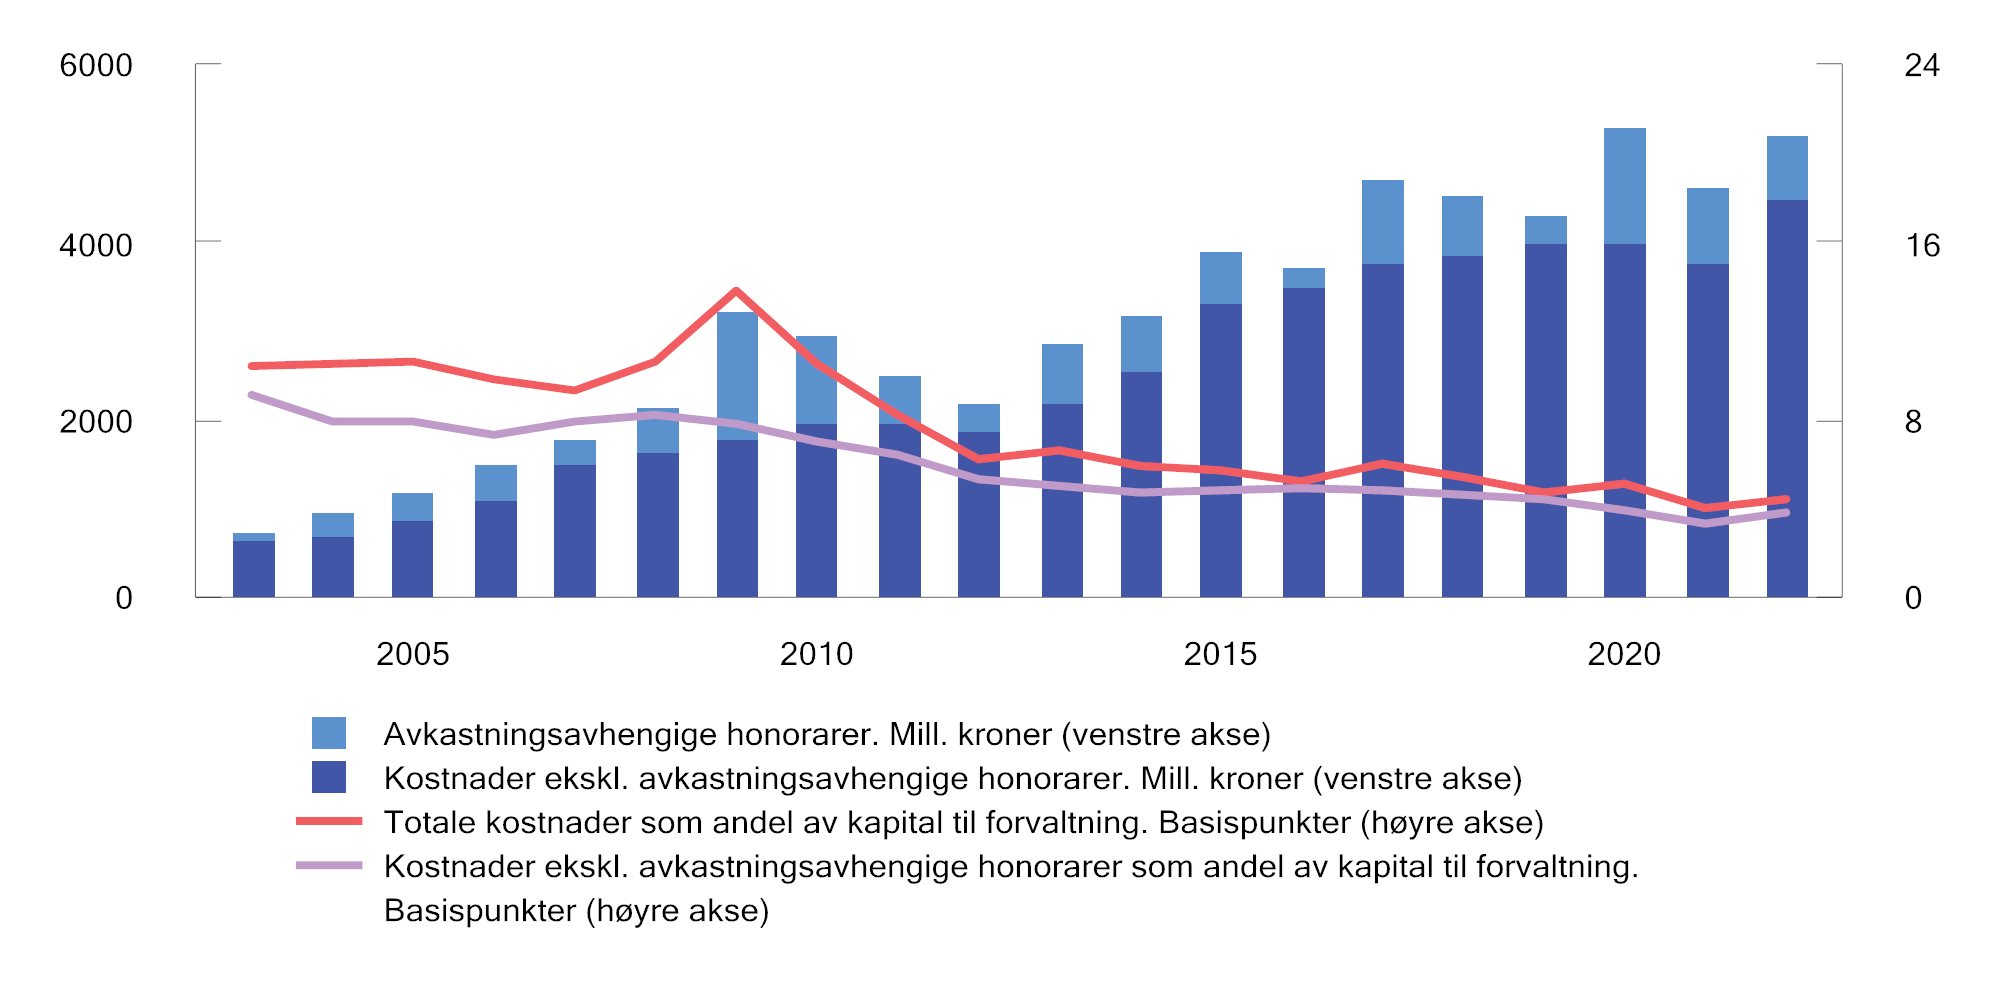 6000
24
4000
16
2000
8
0
0
2005
2010
2015
2020
Avkastningsavhengige honorarer. Mill. kroner (venstre akse)
Kostnader ekskl. avkastningsavhengige honorarer. Mill. kroner (venstre akse)
Totale kostnader som andel av kapital til forvaltning. Basispunkter (høyre akse)
Kostnader ekskl. avkastningsavhengige honorarer som andel av kapital til forvaltning.
Basispunkter (høyre akse)